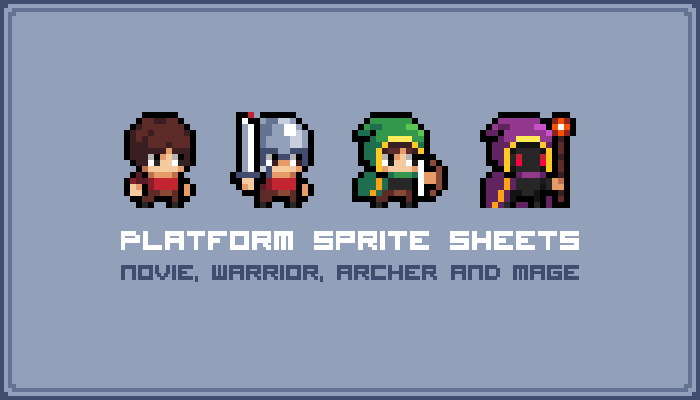 PLATFORM SPRITE SHEETS
NOVIE, WARRIOR, ARCHER AND MAGE